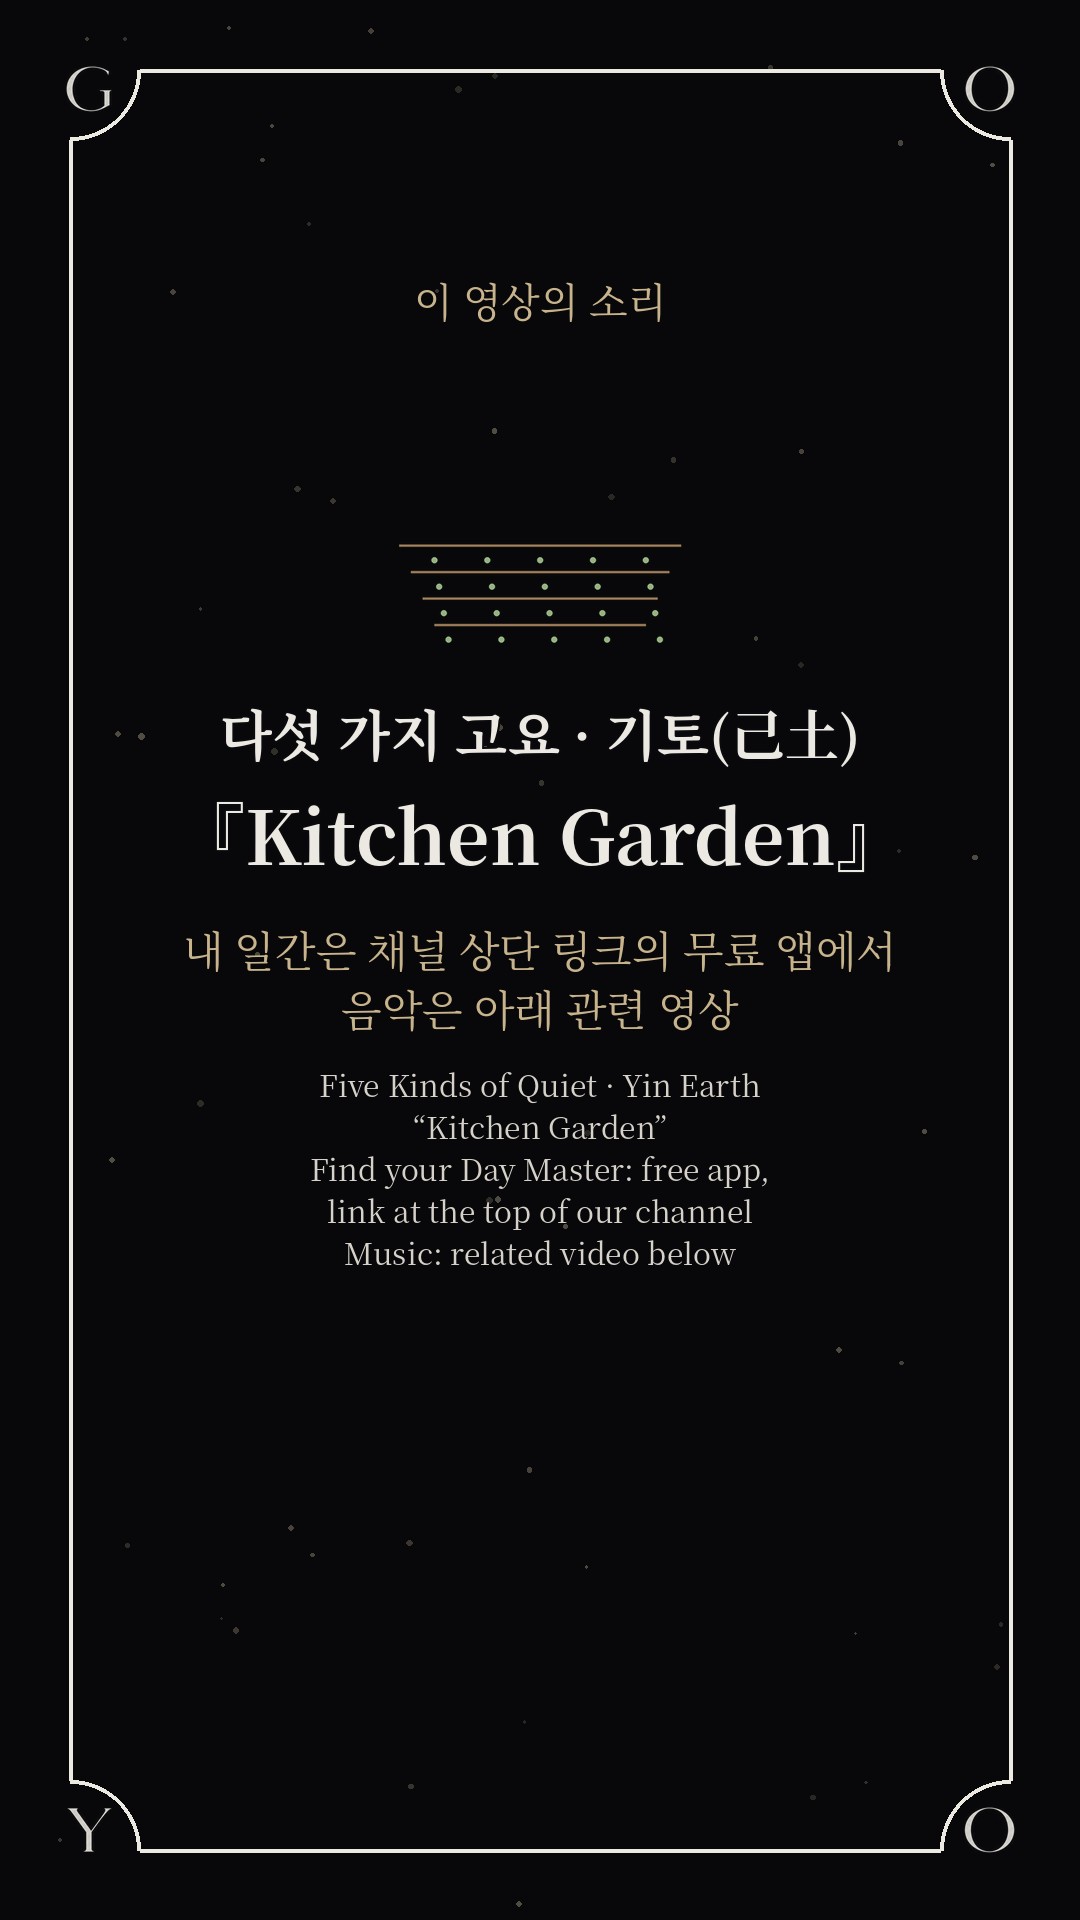 G O
이 영상의 소리
다섯 가지 고요 · 기토(己土)
『Kitchen Garden』
내 일간은 채널 상단 링크의 무료 앱에서
음악은 아래 관련 영상
Five Kinds of Quiet · Yin Earth
“Kitchen Garden”
Find your Day Master: free app,
link at the top of our channel
Music: related video below
Y O